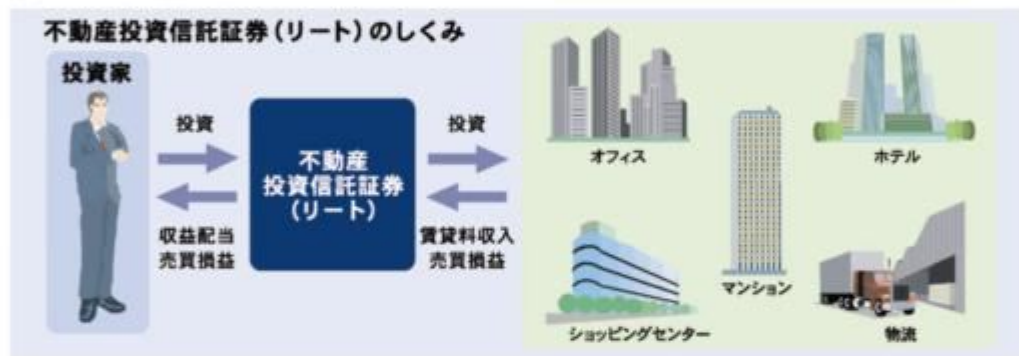 不動産投資信託証券(リート)のしくみ
投資家
投資
収益配当
売買損益
不動産
投資信託証券
(リート)
投資
賃貸料収入
売買損益
オフィス
ホテル
マンション
ショッピングセンター
物流